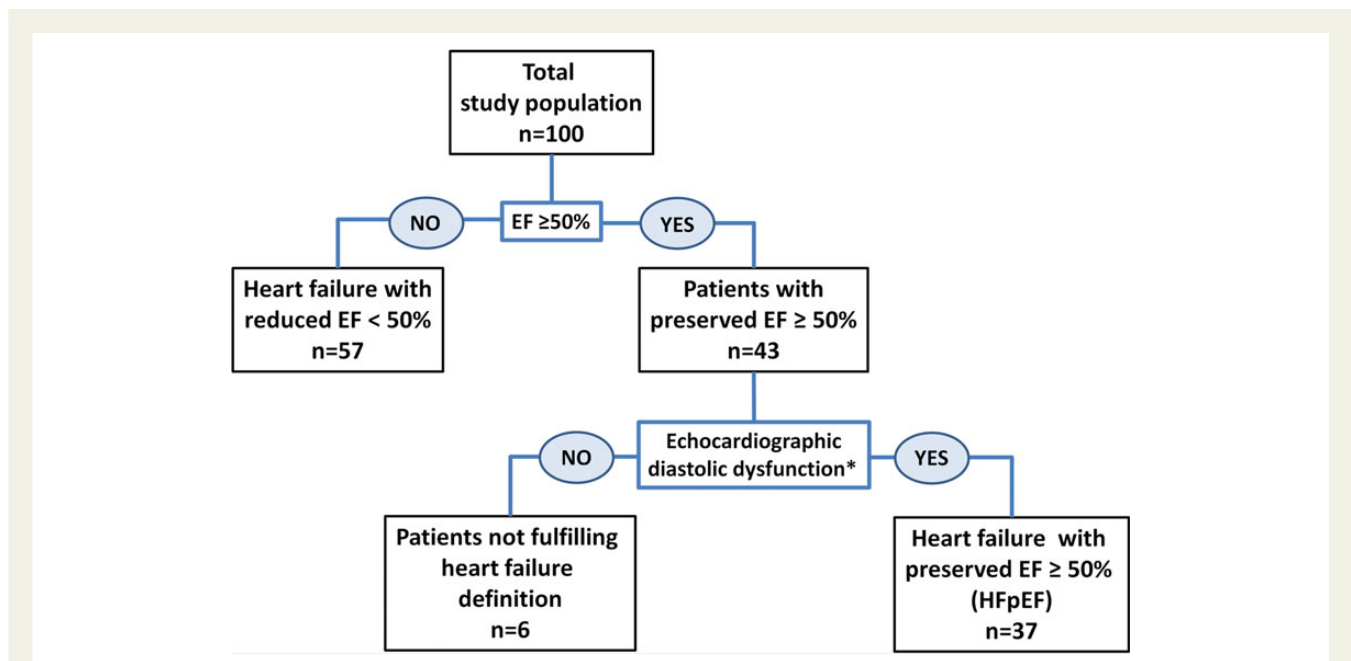 Total
study population
n=100
NO
EF ≥50%
YES
Heart failure with
reduced EF < 50%
n=57
Patients with
preserved EF ≥ 50%
n=43
NO
Echocardiographic
diastolic dysfunction*
YES
Patients not fulfilling
heart failure
definition
n=6
Heart failure with
preserved EF ≥ 50%
(HFpEF)
n=37